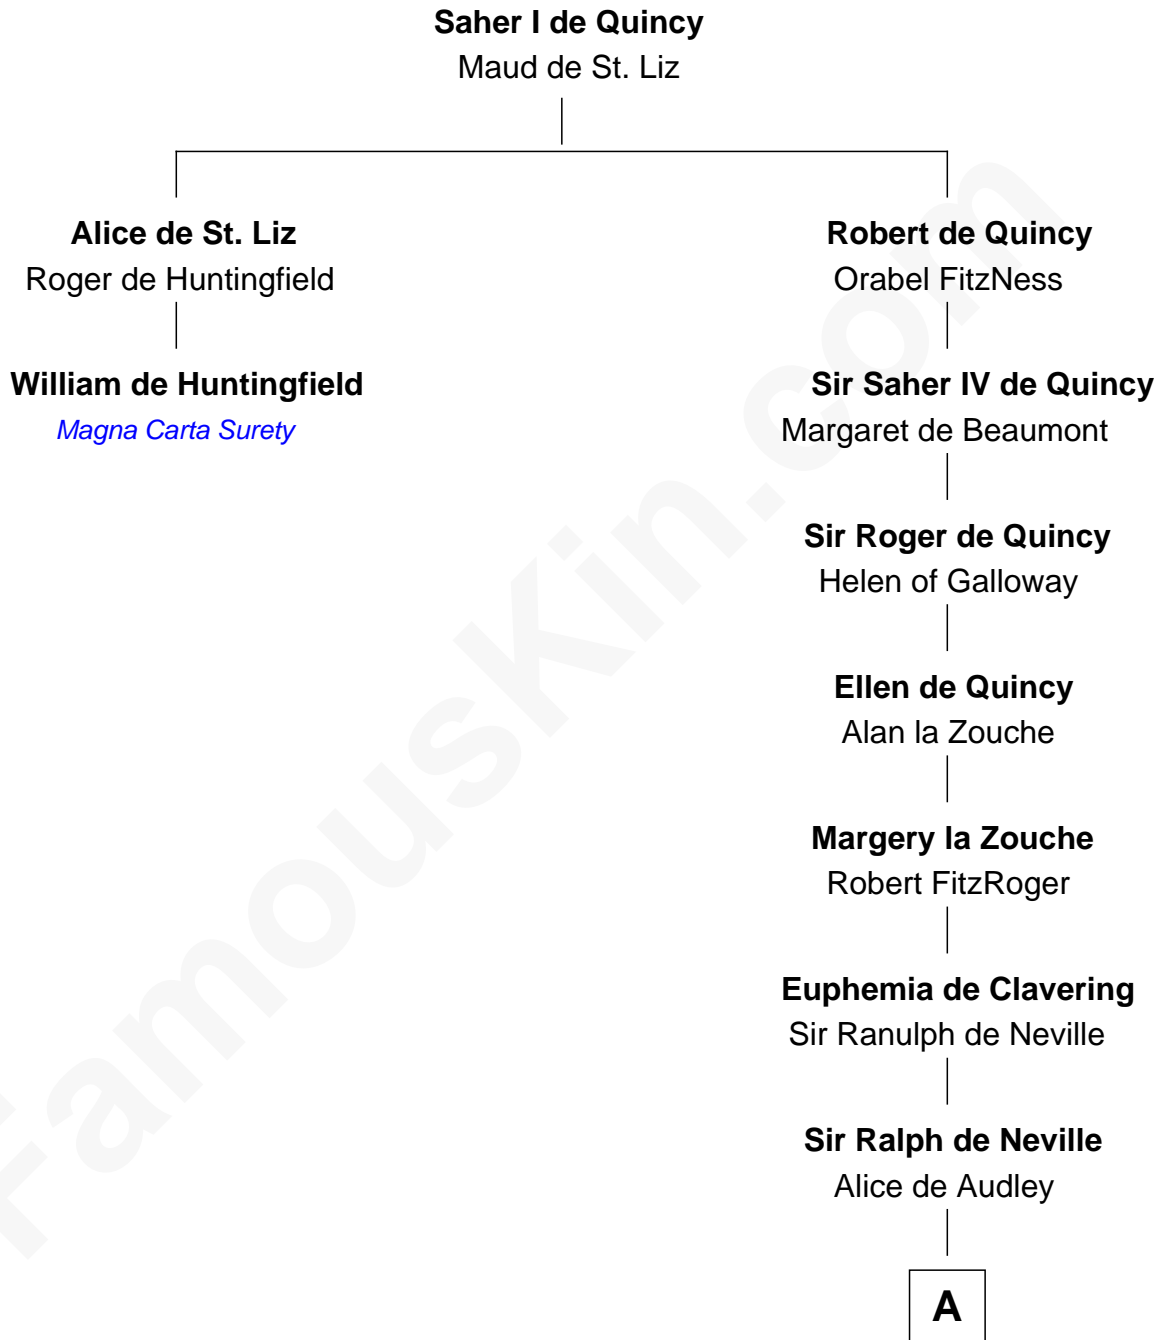 Saher I de Quincy
Maud de St. Liz
Alice de St. Liz
Roger de Huntingfield
William de Huntingfield
Magna Carta Surety
Robert de Quincy
Orabel FitzNess
Sir Saher IV de Quincy
Margaret de Beaumont
Sir Roger de Quincy
Helen of Galloway
Ellen de Quincy
Alan la Zouche
Margery la Zouche
Robert FitzRoger
Euphemia de Clavering
Sir Ranulph de Neville
Sir Ralph de Neville
Alice de Audley
A
FamousKin.com